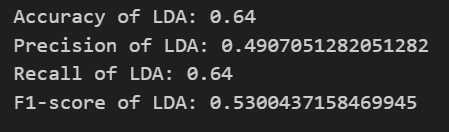 Accuracy of LDA: 0.64
Precision of LDA: 0.4907051282051282
Recall of LDA: 0.64
F1-score of LDA: 0.5300437158469945